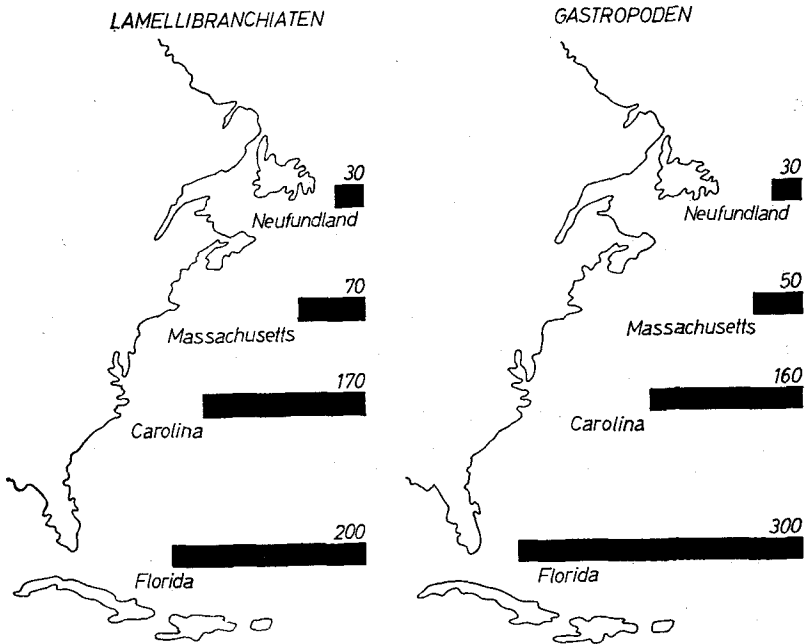 LAMELLIBRANCHIATEN
30
Neufundland
70
Massachusetts
170
Carolina
200
Florida
GASTROPODEN
30
Neufundland
50
Massachusetts
160
Carolina
300
Florida